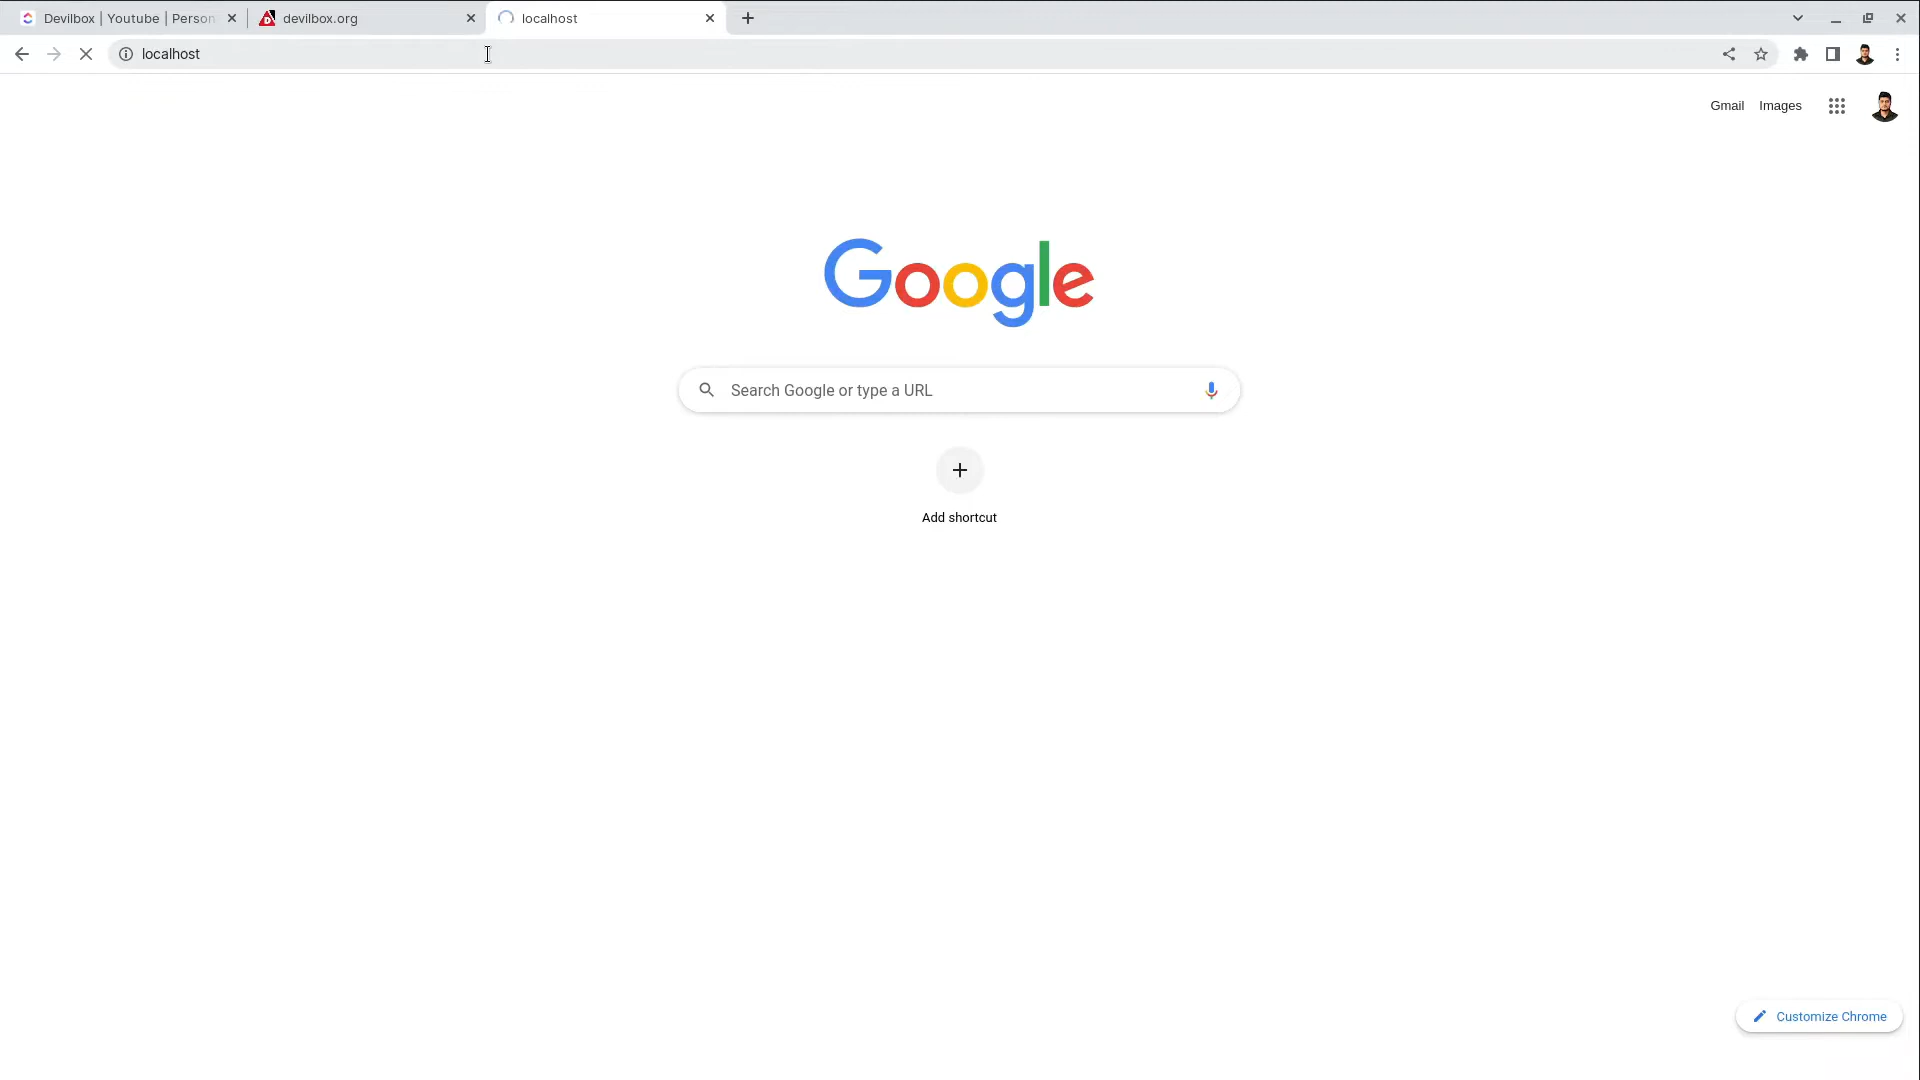 Devilbox | Youtube | Person
devilbox.org
localhost
localhost
Gmail
Images
Google
Search Google or type a URL
Add shortcut
Customize Chrome